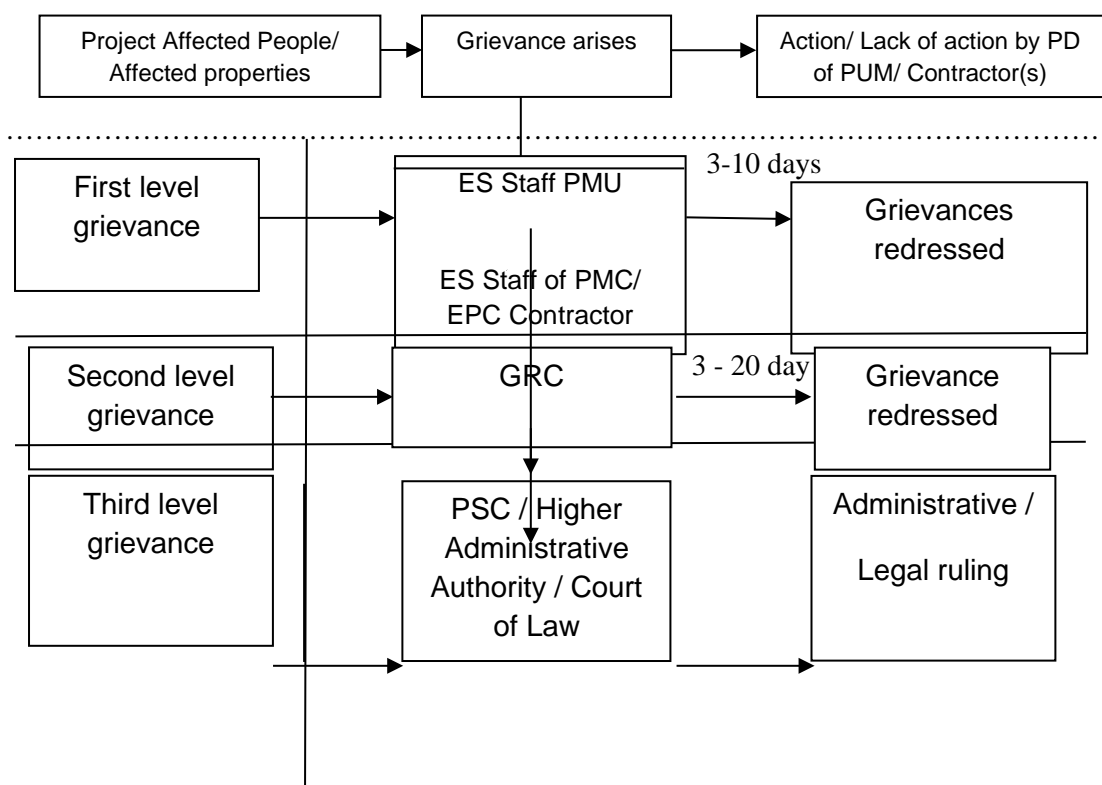 Project Affected People/
Affected properties
Grievance arises
Action/ Lack of action by PD
of PUM/ Contractor(s)
First level
grievance
ES Staff PMU
ES Staff of PMC/
EPC Contractor
3-10 days
Grievances
redressed
Second level
grievance
GRC
3 - 20 day
Grievance
redressed
Third level
grievance
PSC / Higher
Administrative
Authority / Court
of Law
Administrative /
Legal ruling